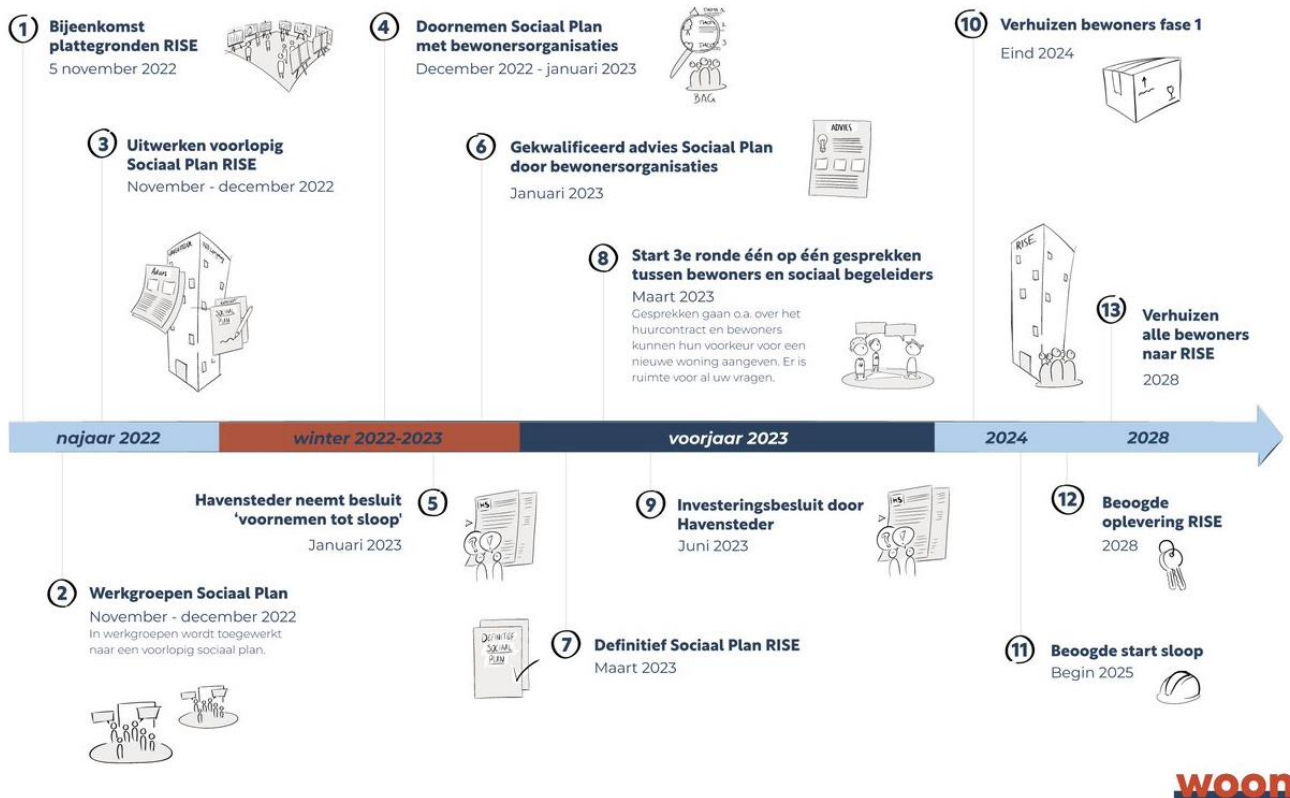 1
Bijeenkomst
plattegronden RISE
5 november 2022
4
Doornemen Sociaal Plan
met bewonersorganisaties
December 2022 - januari 2023
BAG
10
Verhuizen bewoners fase 1
Eind 2024
3
Uitwerken voorlopig
Sociaal Plan RISE
November - december 2022
SOCIAAL
PLAN
6
Gekwalificeerd advies Sociaal Plan
door bewonersorganisaties
Januari 2023
ADVIES
8
Start 3e ronde één op één gesprekken
tussen bewoners en sociaal begeleiders
Maart 2023
Gesprekken gaan o.a. over het
huurcontract en bewoners
kunnen hun voorkeur voor een
nieuwe woning aangeven. Er is
ruimte voor al uw vragen.
RISE
13
Verhuizen
alle bewoners
naar RISE
2028
najaar 2022
winter 2022-2023
voorjaar 2023
2024
2028
Havensteder neemt besluit
‘voornemen tot sloop'
Januari 2023
5
HS
9
Investeringsbesluit door
Havensteder
Juni 2023
HS
12
Beoogde
oplevering RISE
2028
2
Werkgroepen Sociaal Plan
November - december 2022
In werkgroepen wordt toegewerkt
naar een voorlopig sociaal plan.
DEFINITIEF
SOCIAAL
PLAN
7
Definitief Sociaal Plan RISE
Maart 2023
11
Beoogde start sloop
Begin 2025
woon